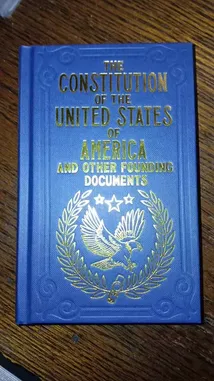 THE
CONSTITUTION
OF THE
UNITED STATES
OF
AMERICA
AND OTHER FOUNDING
DOCUMENTS